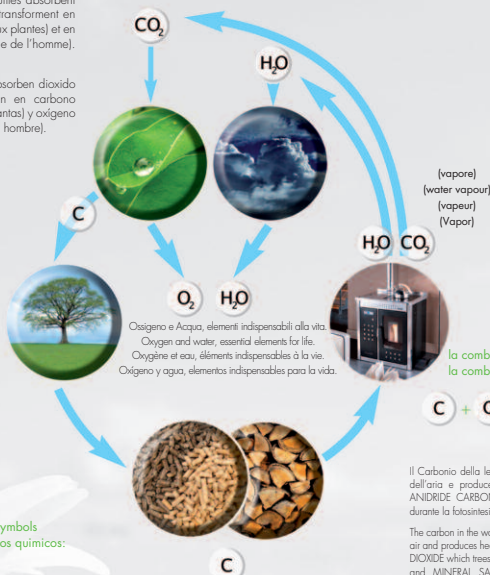 ransforment en
ux plantes) et en
e de l'homme).
bsorben dioxido
n en carbono
antas) y oxígeno
hombre).
CO₂
H₂O
(vapore)
(water vapour)
(vapeur)
(Vapor)
C
H₂O CO₂
O₂ H₂O
Ossigeno e Acqua, elementi indispensabili alla vita.
Oxygen and water, essential elements for life.
Oxygène et eau, éléments indispensables à la vie.
Oxígeno y agua, elementos indispensables para la vida.
la comb
la comb
C +
Il Carbonio della le
dell'aria e produce
ANIDRIDE CARBON
durante la fotosintesi
The carbon in the wo
air and produces he
DIOXIDE which trees
and MINERAL SA
ymbols
os quimicos:
C